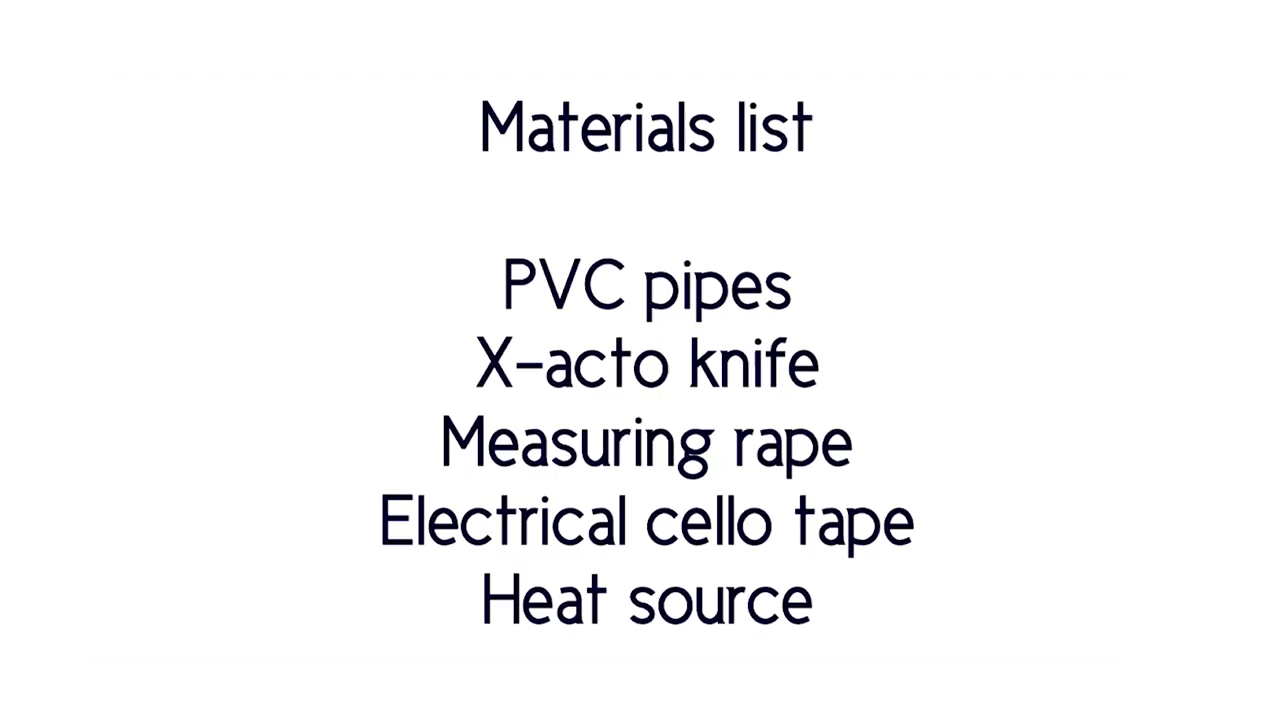 Materials list
PVC pipes
X-acto knife
Measuring rape
Electrical cello tape
Heat source